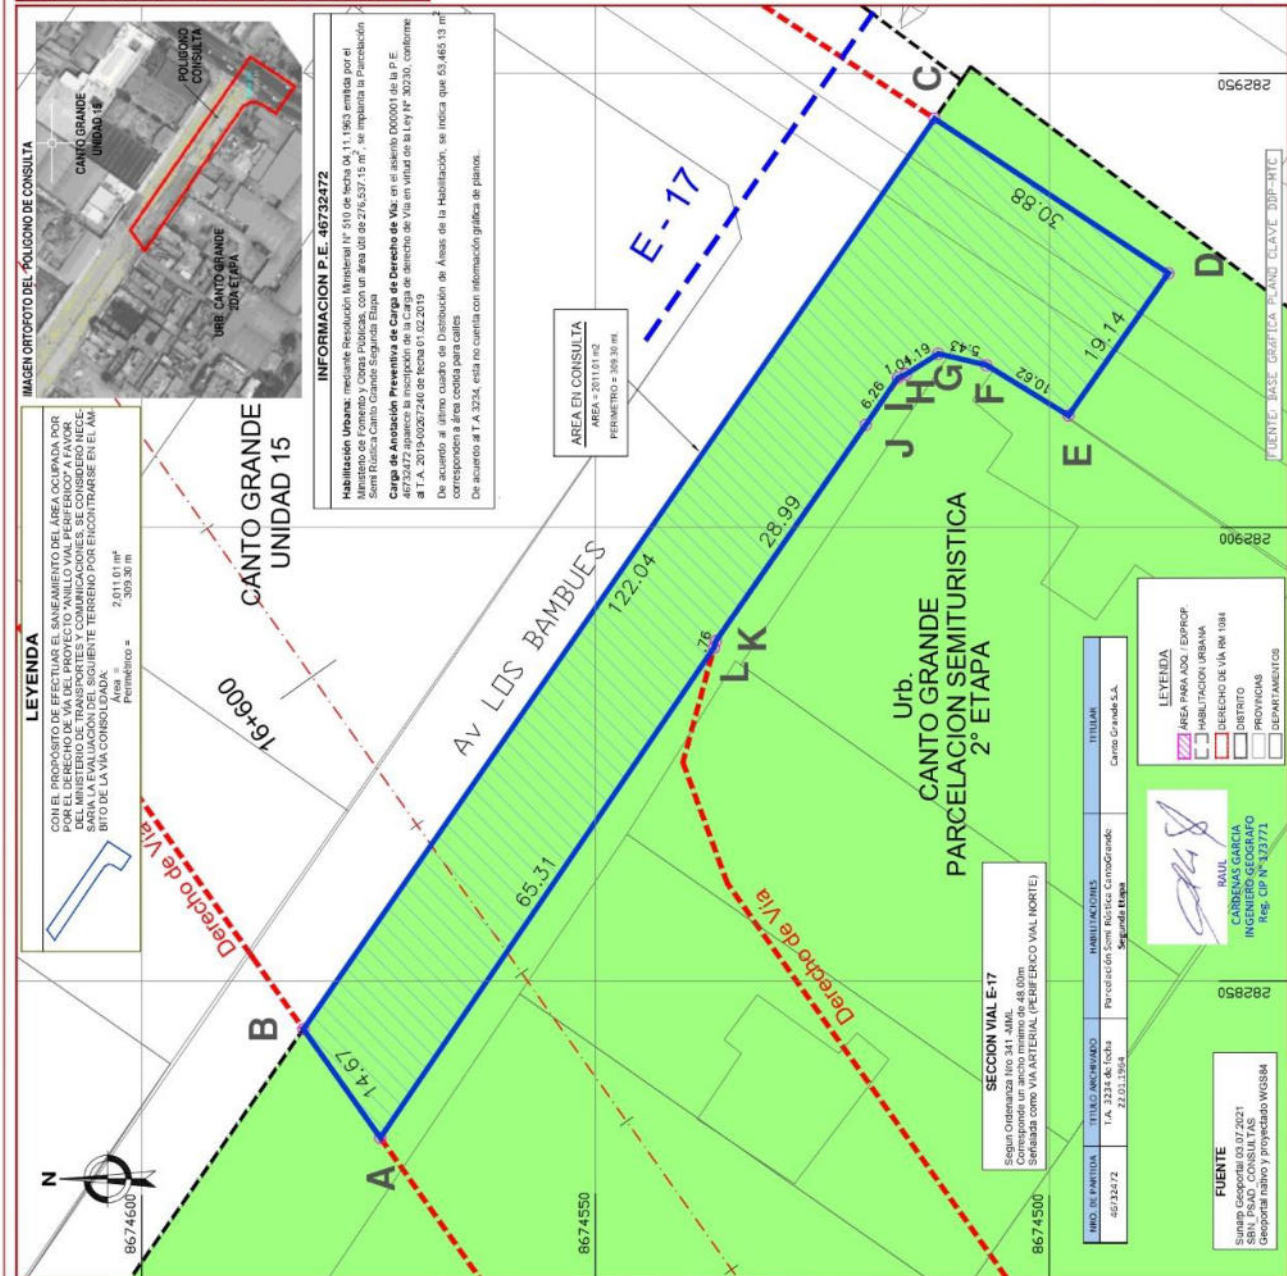 LEYENDA
CON EL PROPÓSITO DE EFECTUAR EL SANEAMIENTO DEL ÁREA OCUPADA POR
POR EL DERECHO DE VÍA DEL PROYECTO "ANILLO VIAL PERIFERICO" A FAVOR
DEL MINISTERIO DE TRANSPORTES Y COMUNICACIONES, SE CONSIDERO NECE-
SARIA LA EVALUACIÓN DEL SIGUIENTE TERRENO POR ENCONTRARSE EN EL ÁM-
BITO DE LA VÍA CONSOLIDADA:
Área = 2,011.01 m²
Perimétrico = 309.30 m
IMAGEN ORTOFOTO DEL POLIGONO DE CONSULTA
CANTO GRANDE
UNIDAD 15
POLIGONO
CONSULTA
URB. CANTO GRANDE
2DA ETAPA
INFORMACION P.E. 46732472
Habilitación Urbana: mediante Resolución Ministerial N° 510 de fecha 04.11.1963 emitida por el
Ministerio de Fomento y Obras Públicas, con un área útil de 276,537.15 m², se implanta la Parcelación
Semi Rústica Canto Grande Segunda Etapa
Carga de Anotación Preventiva de Carga de Derecho de Vía: en el asiento D00001 de la P.E.
46732472 aparece la inscripción de la Carga de derecho de Vía en virtud de la Ley N° 30230, conforme
al T.A. 2019-00267240 de fecha 01.02.2019
De acuerdo al último cuadro de Distribución de Áreas de la Habilitación, se indica que 53,465.13 m²
corresponden a área cedida para calles
De acuerdo al T.A 3234, esta no cuenta con información gráfica de planos.
N
CANTO GRANDE
UNIDAD 15
16+600
Derecho de Vía
AV LOS BAMBUES
AREA EN CONSULTA
AREA = 2011.01 m2
PERIMETRO = 309.30 ml.
E - 17
A
B
C
D
E
F
G
H
I
J
K
L
14.67
122.04
30.88
19.14
10.62
5.43
4.19
1.04
6.26
28.99
.76
65.31
Derecho de Vía
Urb.
CANTO GRANDE
PARCELACION SEMITURISTICA
2° ETAPA
8674600
8674550
8674500
282850
282900
282950
SECCION VIAL E-17
Segun Ordenanza Nro 341 -MML
Corresponde un ancho minimo de 48.00m
Señalada como VIA ARTERIAL (PERIFERICO VIAL NORTE)
NRO. DE PARTIDA TITULO ARCHIVADO HABILITACIONES TITULAR
46732472 T.A. 3234 de fecha 22.01.1964 Parcelación Semi Rústica CantoGrande Segunda Etapa Canto Grande S.A.
FUENTE
Sunarp Geoportal 03.07.2021
SBN_PSAD_CONSULTAS
Geoportal nativo y proyectado WGS84
RAUL
CARDENAS GARCIA
INGENIERO GEOGRAFO
Reg. CIP N° 173771
LEYENDA
ÁREA PARA ADQ. / EXPROP.
HABILITACION URBANA
DERECHO DE VÍA RM 1084
DISTRITO
PROVINCIAS
DEPARTAMENTOS
FUENTE: BASE GRÁFICA PLANO CLAVE DDP-MTC